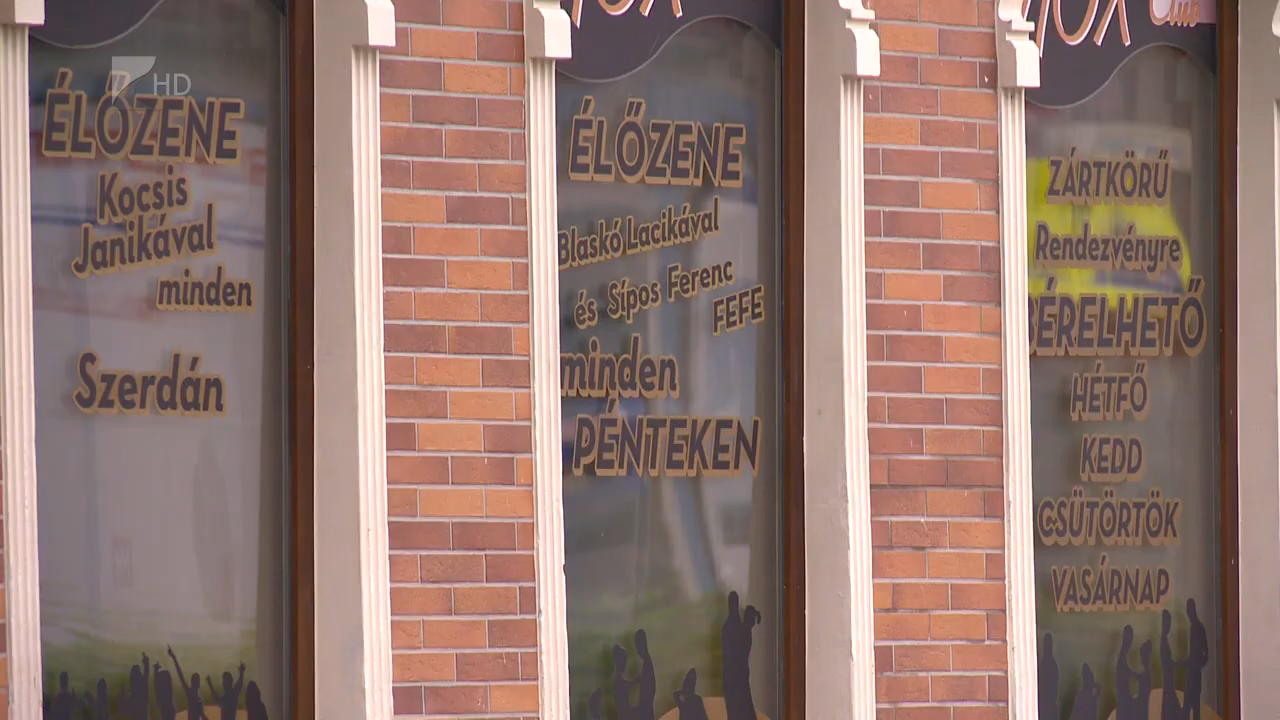 7 HD
ÉLŐZENE
Kocsis
Janikával
minden
Szerdán
ÉLŐZENE
Blaskó Lacikával
és Sípos Ferenc
FEFE
minden
PÉNTEKEN
ZÁRTKÖRŰ
Rendezvényre
BÉRELHETŐ
HÉTFŐ
KEDD
CSÜTÖRTÖK
VASÁRNAP